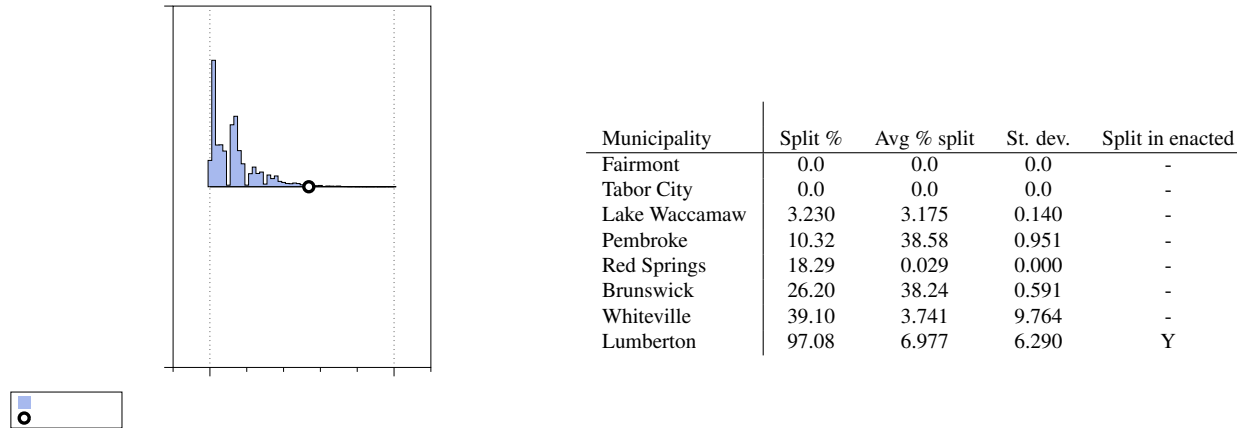 Municipality Split % Avg % split St. dev. Split in enacted
Fairmont 0.0 0.0 0.0 -
Tabor City 0.0 0.0 0.0 -
Lake Waccamaw 3.230 3.175 0.140 -
Pembroke 10.32 38.58 0.951 -
Red Springs 18.29 0.029 0.000 -
Brunswick 26.20 38.24 0.591 -
Whiteville 39.10 3.741 9.764 -
Lumberton 97.08 6.977 6.290 Y